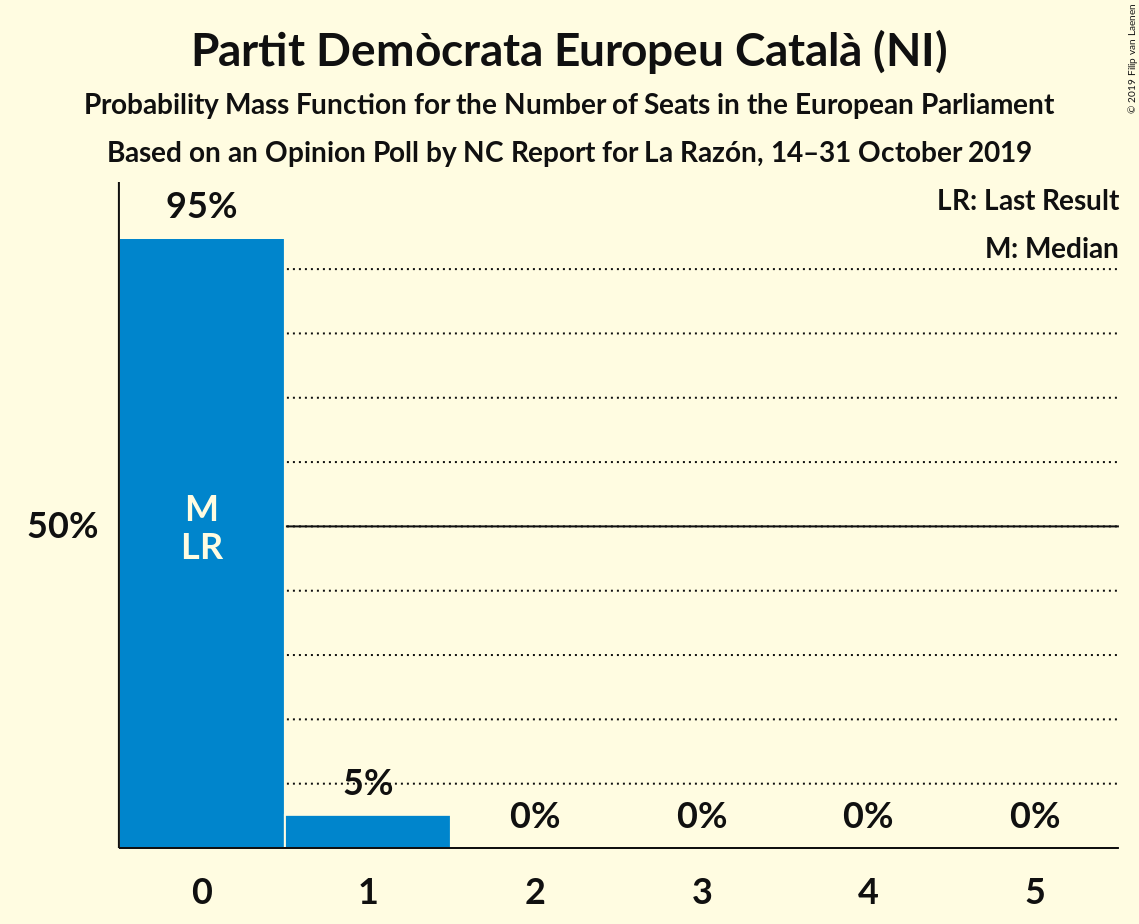 Partit Demòcrata Europeu Català (NI)
Probability Mass Function for the Number of Seats in the European Parliament
Based on an Opinion Poll by NC Report for La Razón, 14–31 October 2019
© 2019 Filip van Laenen
LR: Last Result
M: Median
95%
50%
M
LR
5%
0%
0%
0%
0%
0
1
2
3
4
5